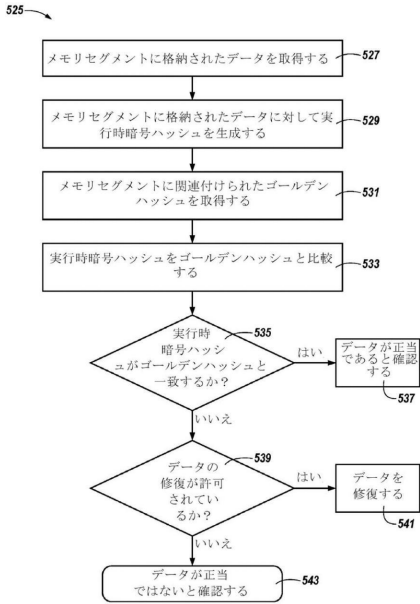 525
メモリセグメントに格納されたデータを取得する
527
メモリセグメントに格納されたデータに対して実
行時暗号ハッシュを生成する
529
メモリセグメントに関連付けられたゴールデン
ハッシュを取得する
531
実行時暗号ハッシュをゴールデンハッシュと比較
する
533
実行時
暗号ハッシ
ュがゴールデンハッシュと
一致するか?
535
はい
データが正当
であると確認
する
537
いいえ
データの
修復が許可
されてい
るか?
539
はい
データを
修復する
541
いいえ
データが正当
ではないと確認する
543